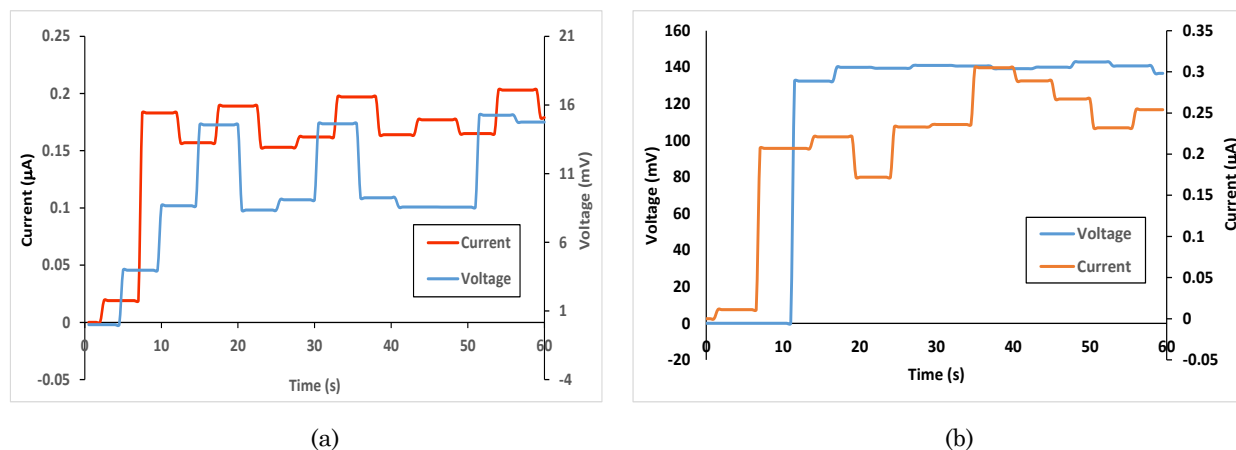 0.25
0.2
0.15
0.1
0.05
0
-0.05
Current (µA)
21
16
11
6
1
-4
Voltage (mV)
0 10 20 30 40 50 60
Time (s)
Current
Voltage
(a)
160
140
120
100
80
60
40
20
0
-20
Voltage (mV)
0.35
0.3
0.25
0.2
0.15
0.1
0.05
0
-0.05
Current (µA)
0 10 20 30 40 50 60
Time (s)
Voltage
Current
(b)